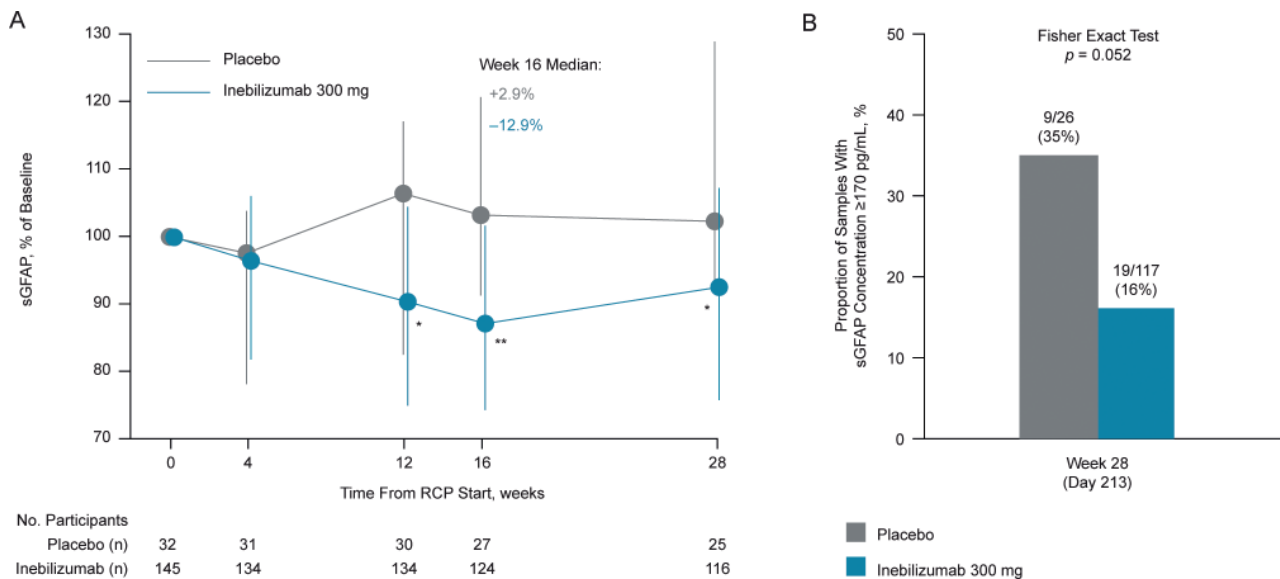 A
130
120
110
100
90
80
70
sGFAP, % of Baseline
Placebo
Inebilizumab 300 mg
Week 16 Median:
+2.9%
–12.9%
*
**
*
0 4 12 16 28
Time From RCP Start, weeks
No. Participants
Placebo (n) 32 31 30 27 25
Inebilizumab (n) 145 134 134 124 116
B
50
40
30
20
10
0
Proportion of Samples With
sGFAP Concentration ≥170 pg/mL, %
Fisher Exact Test
p = 0.052
9/26
(35%)
19/117
(16%)
Week 28
(Day 213)
Placebo
Inebilizumab 300 mg